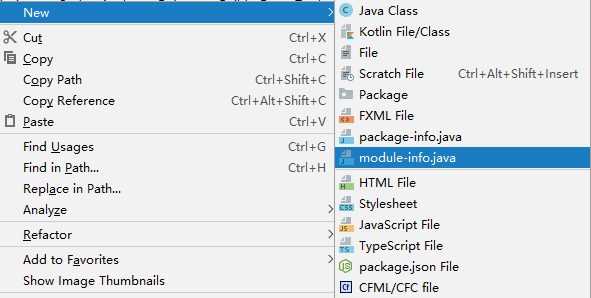 New
Cut Ctrl+X
Copy Ctrl+C
Copy Path Ctrl+Shift+C
Copy Reference Ctrl+Alt+Shift+C
Paste Ctrl+V
Find Usages Ctrl+G
Find in Path... Ctrl+H
Replace in Path...
Analyze
Refactor
Add to Favorites
Show Image Thumbnails
Java Class
Kotlin File/Class
File
Scratch File Ctrl+Alt+Shift+Insert
Package
FXML File
package-info.java
module-info.java
HTML File
Stylesheet
JavaScript File
TypeScript File
package.json File
CFML/CFC file